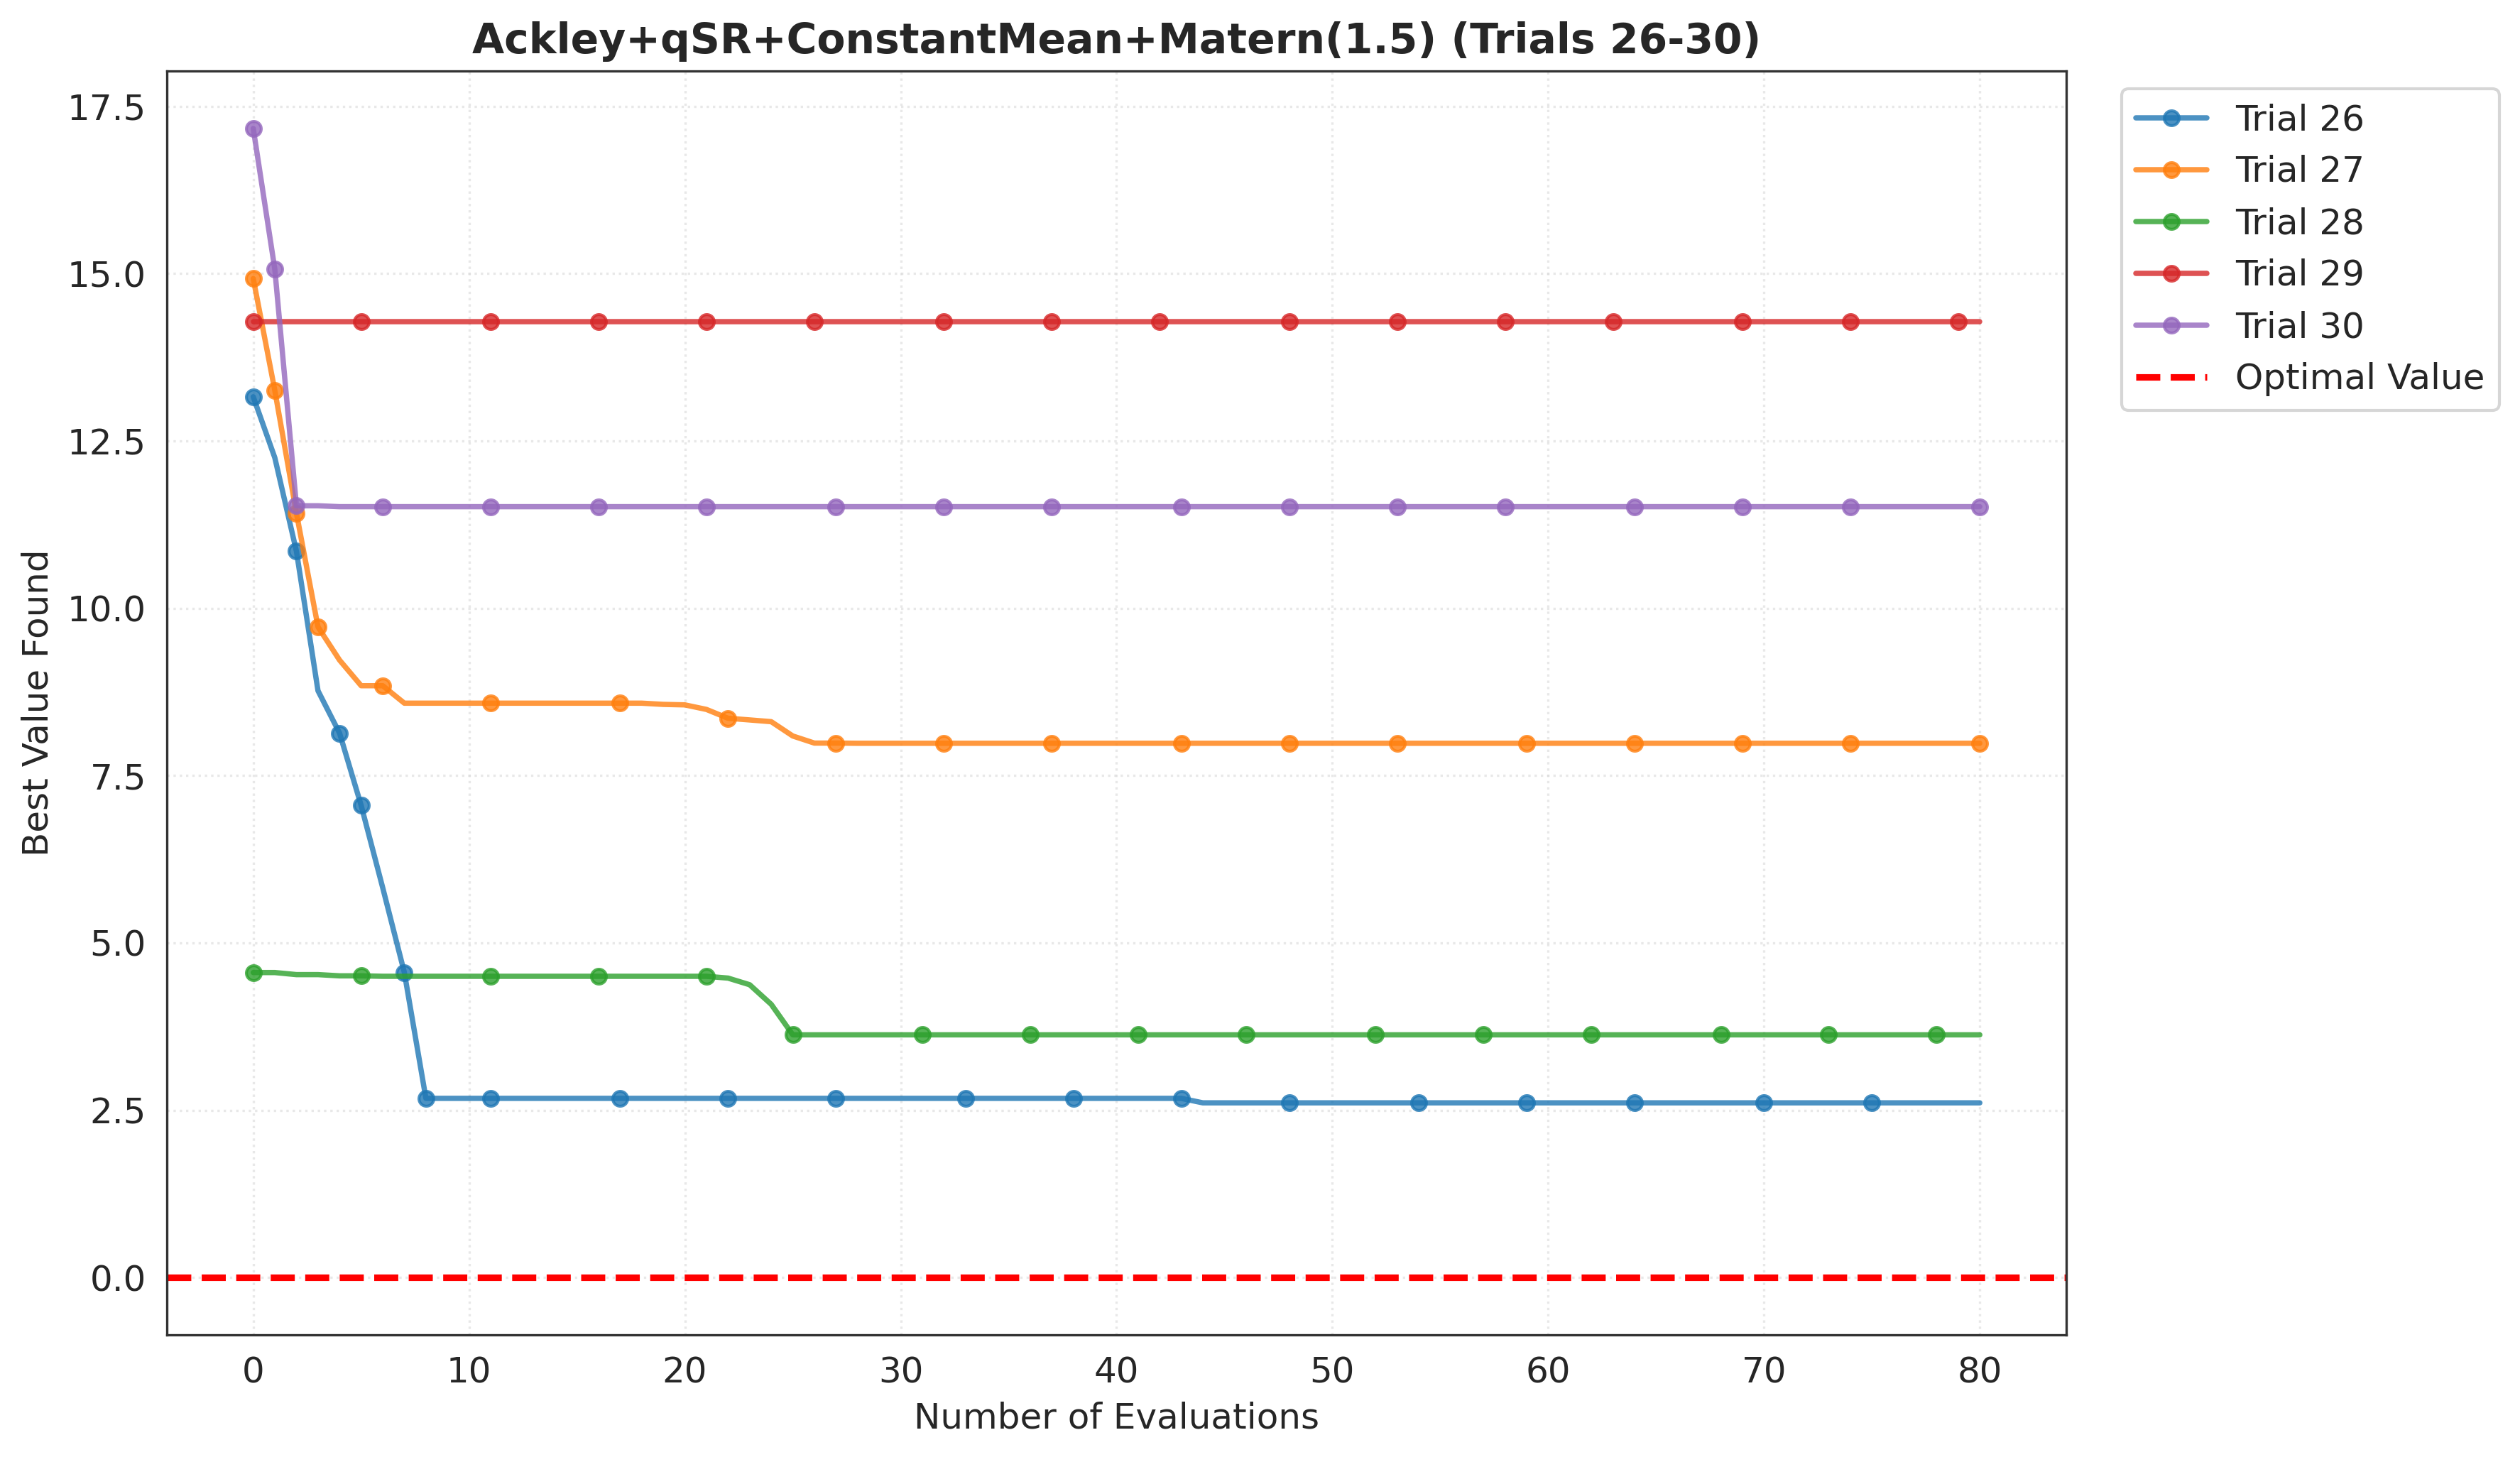 Ackley+qSR+ConstantMean+Matern(1.5) (Trials 26-30)
17.5
15.0
12.5
10.0
7.5
5.0
2.5
0.0
Best Value Found
0 10 20 30 40 50 60 70 80
Number of Evaluations
Trial 26
Trial 27
Trial 28
Trial 29
Trial 30
Optimal Value